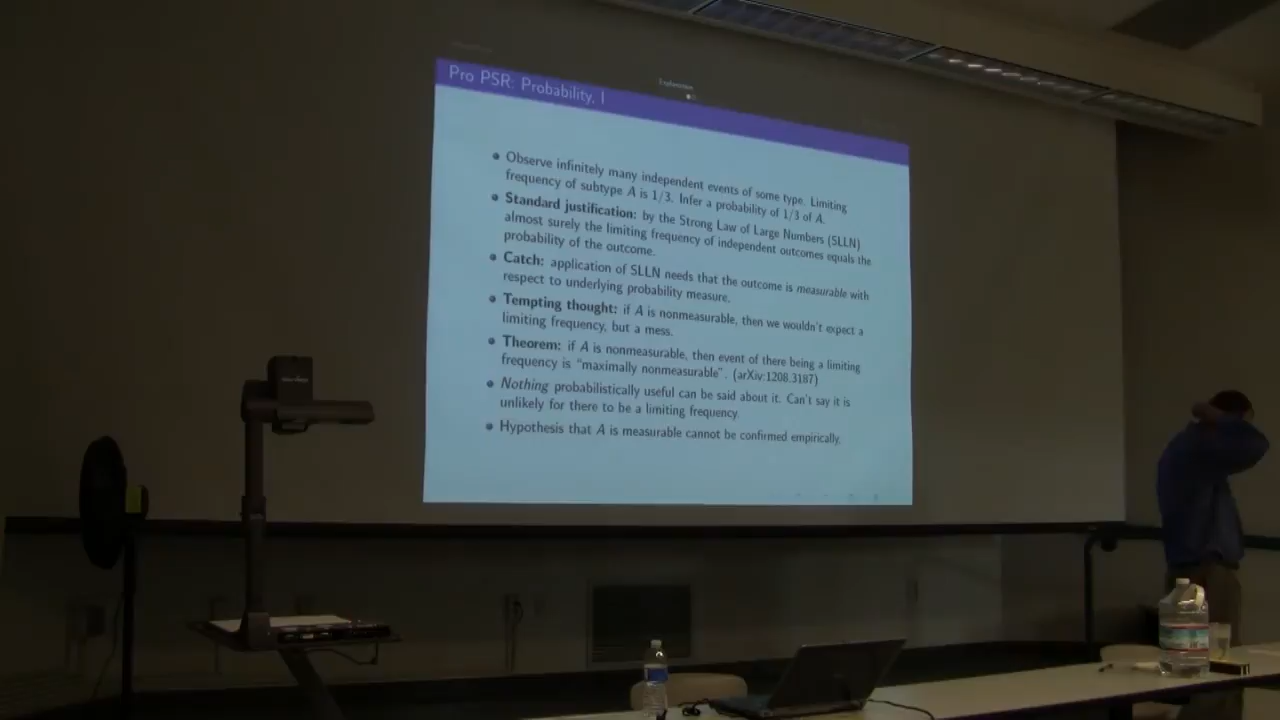 Pro PSR: Probability, I
Explanation
• Observe infinitely many independent events of some type. Limiting
frequency of subtype A is 1/3. Infer a probability of 1/3 of A.
• Standard justification: by the Strong Law of Large Numbers (SLLN)
almost surely the limiting frequency of independent outcomes equals the
probability of the outcome.
• Catch: application of SLLN needs that the outcome is measurable with
respect to underlying probability measure.
• Tempting thought: if A is nonmeasurable, then we wouldn't expect a
limiting frequency, but a mess.
• Theorem: if A is nonmeasurable, then event of there being a limiting
frequency is "maximally nonmeasurable". (arXiv:1208.3187)
• Nothing probabilistically useful can be said about it. Can't say it is
unlikely for there to be a limiting frequency.
• Hypothesis that A is measurable cannot be confirmed empirically.